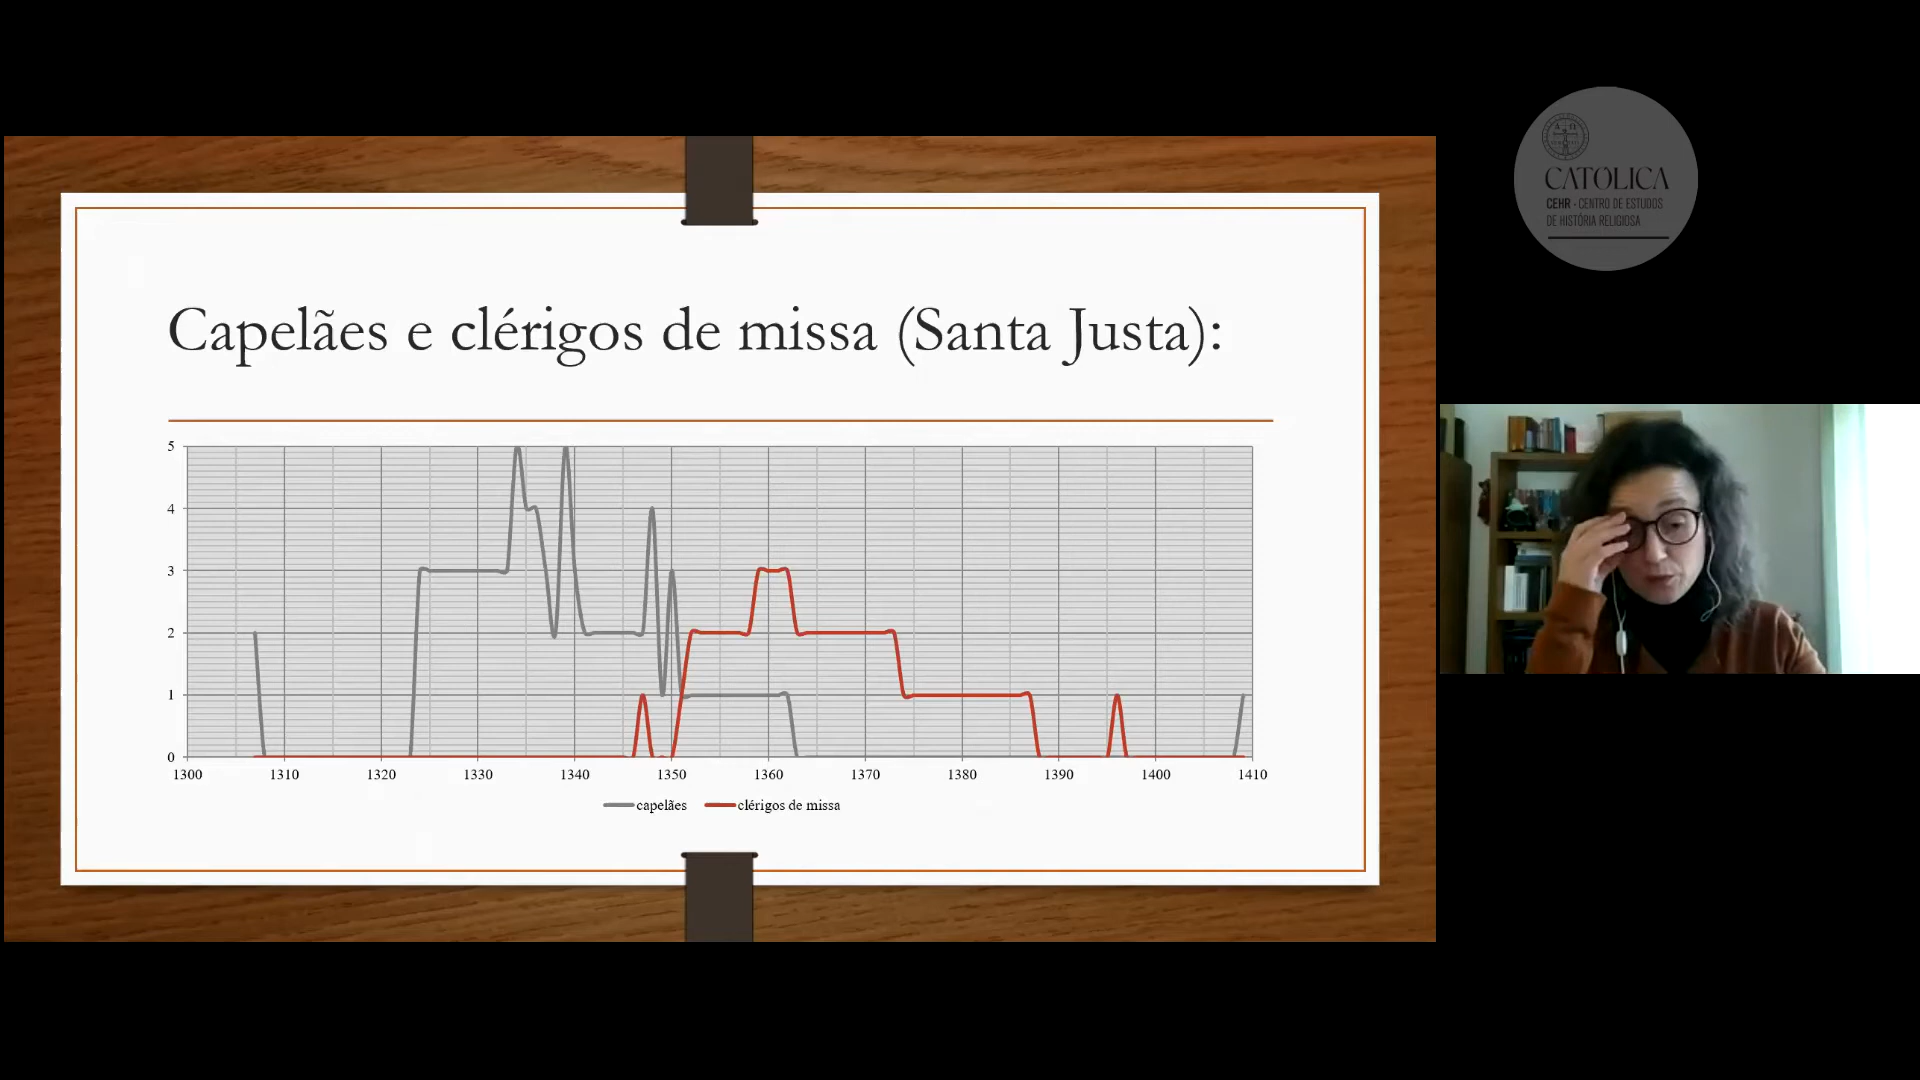 Capelães e clérigos de missa (Santa Justa):
5
4
3
2
1
0
1300 1310 1320 1330 1340 1350 1360 1370 1380 1390 1400 1410
capelães clérigos de missa
A Ω
CATOLICA
CEHR - CENTRO DE ESTUDOS
DE HISTÓRIA RELIGIOSA